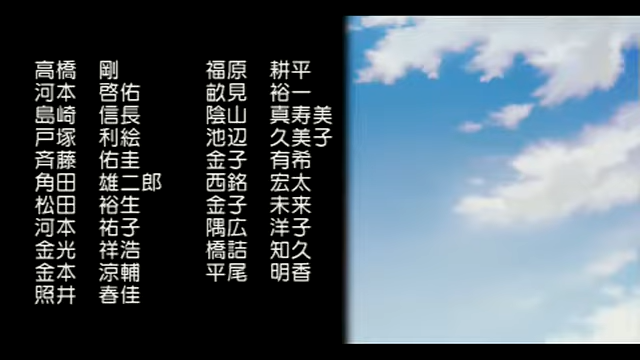 高橋 剛
河本 啓佑
島崎 信長
戸塚 利絵
斉藤 佑圭
角田 雄二郎
松田 裕生
河本 祐子
金光 祥浩
金本 涼輔
照井 春佳
福原 耕平
畝見 裕一
陰山 真寿美
池辺 久美子
金子 有希
西銘 宏太
金子 未来
隅広 洋子
橋詰 知久
平尾 明香